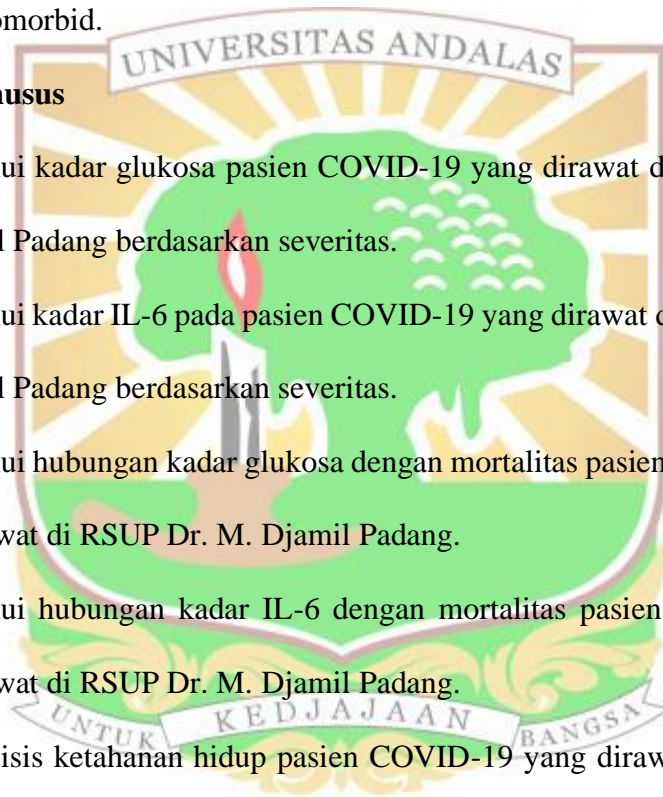 omorbid.
UNIVERSITAS ANDALAS
husus
ui kadar glukosa pasien COVID-19 yang dirawat d
l Padang berdasarkan severitas.
ui kadar IL-6 pada pasien COVID-19 yang dirawat d
l Padang berdasarkan severitas.
ui hubungan kadar glukosa dengan mortalitas pasien
wat di RSUP Dr. M. Djamil Padang.
ui hubungan kadar IL-6 dengan mortalitas pasien
wat di RSUP Dr. M. Djamil Padang.
UNTUK KEDJAJAAN BANGSA
isis ketahanan hidup pasien COVID-19 yang diraw